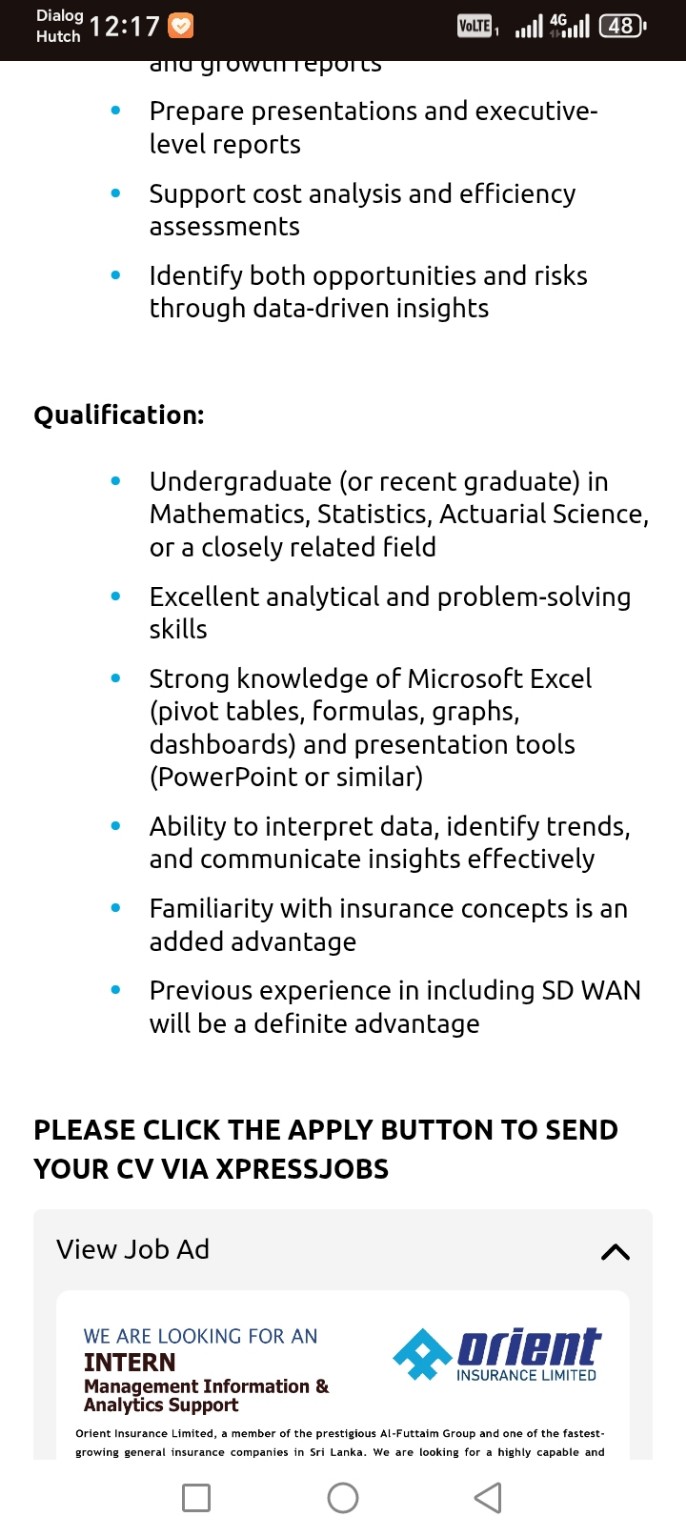 Dialog
Hutch
12:17
VoLTE 1
4G
48
and growth reports
Prepare presentations and executive-
level reports
Support cost analysis and efficiency
assessments
Identify both opportunities and risks
through data-driven insights
Qualification:
Undergraduate (or recent graduate) in
Mathematics, Statistics, Actuarial Science,
or a closely related field
Excellent analytical and problem-solving
skills
Strong knowledge of Microsoft Excel
(pivot tables, formulas, graphs,
dashboards) and presentation tools
(PowerPoint or similar)
Ability to interpret data, identify trends,
and communicate insights effectively
Familiarity with insurance concepts is an
added advantage
Previous experience in including SD WAN
will be a definite advantage
PLEASE CLICK THE APPLY BUTTON TO SEND
YOUR CV VIA XPRESSJOBS
View Job Ad
WE ARE LOOKING FOR AN
INTERN
Management Information &
Analytics Support
orient
INSURANCE LIMITED
Orient Insurance Limited, a member of the prestigious Al-Futtaim Group and one of the fastest-
growing general insurance companies in Sri Lanka. We are looking for a highly capable and